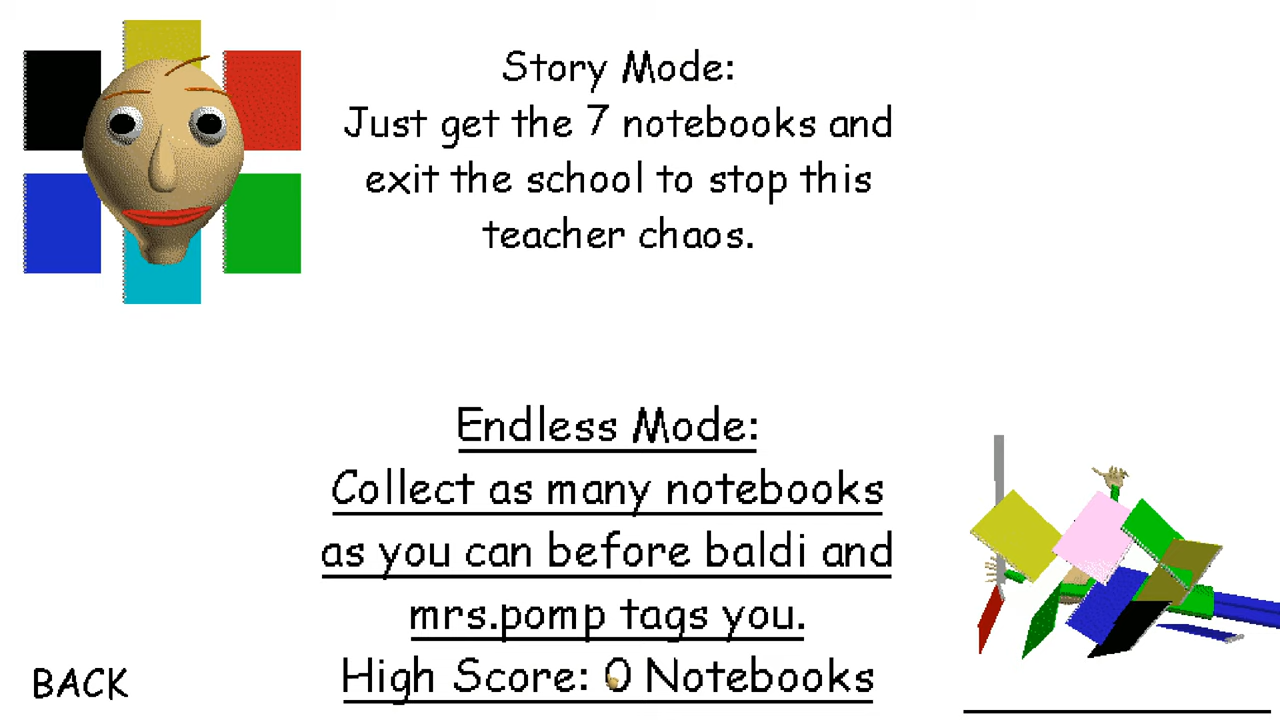 Story Mode:
Just get the 7 notebooks and
exit the school to stop this
teacher chaos.
Endless Mode:
Collect as many notebooks
as you can before baldi and
mrs.pomp tags you.
High Score: 0 Notebooks
BACK